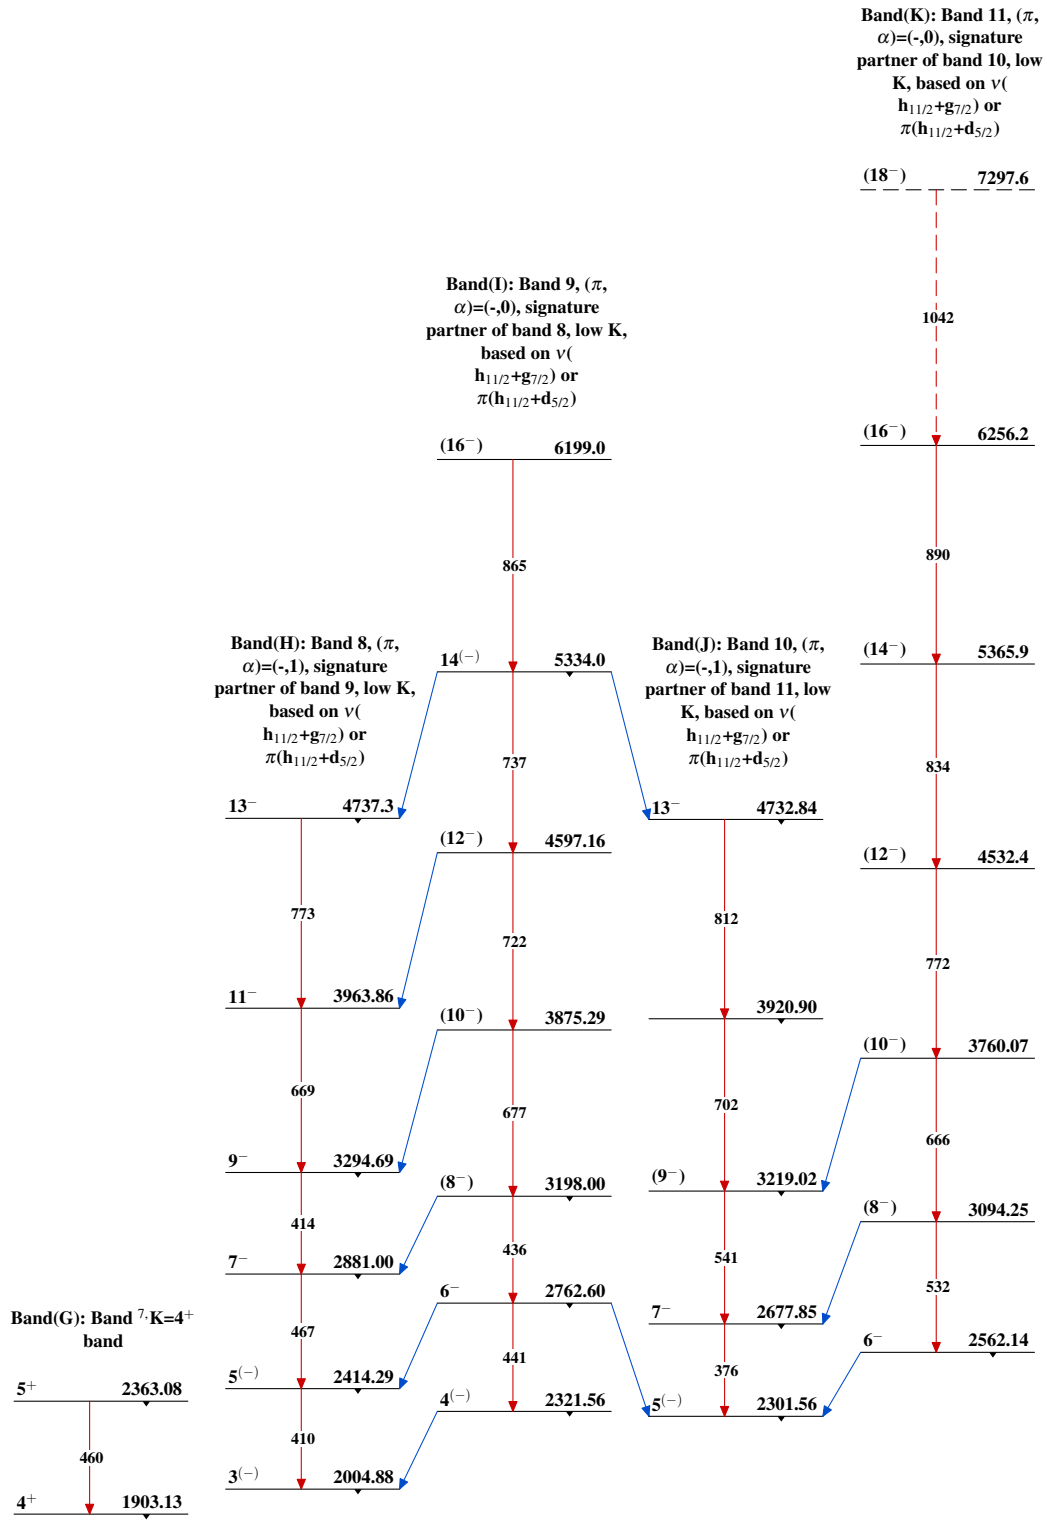 Band(K): Band 11, (π,
α)=(-,0), signature
partner of band 10, low
K, based on ν(
h11/2+g7/2) or
π(h11/2+d5/2)
(18−) 7297.6
1042
(16−) 6256.2
890
(14−) 5365.9
834
(12−) 4532.4
772
(10−) 3760.07
666
(8−) 3094.25
532
6− 2562.14
Band(I): Band 9, (π,
α)=(-,0), signature
partner of band 8, low K,
based on ν(
h11/2+g7/2) or
π(h11/2+d5/2)
(16−) 6199.0
865
14(−) 5334.0
737
(12−) 4597.16
722
(10−) 3875.29
677
(8−) 3198.00
436
6− 2762.60
441
4(−) 2321.56
Band(H): Band 8, (π,
α)=(-,1), signature
partner of band 9, low K,
based on ν(
h11/2+g7/2) or
π(h11/2+d5/2)
13− 4737.3
773
11− 3963.86
669
9− 3294.69
414
7− 2881.00
467
5(−) 2414.29
410
3(−) 2004.88
Band(J): Band 10, (π,
α)=(-,1), signature
partner of band 11, low
K, based on ν(
h11/2+g7/2) or
π(h11/2+d5/2)
13− 4732.84
812
3920.90
702
(9−) 3219.02
541
7− 2677.85
376
5(−) 2301.56
Band(G): Band 7, K=4+
band
5+ 2363.08
460
4+ 1903.13